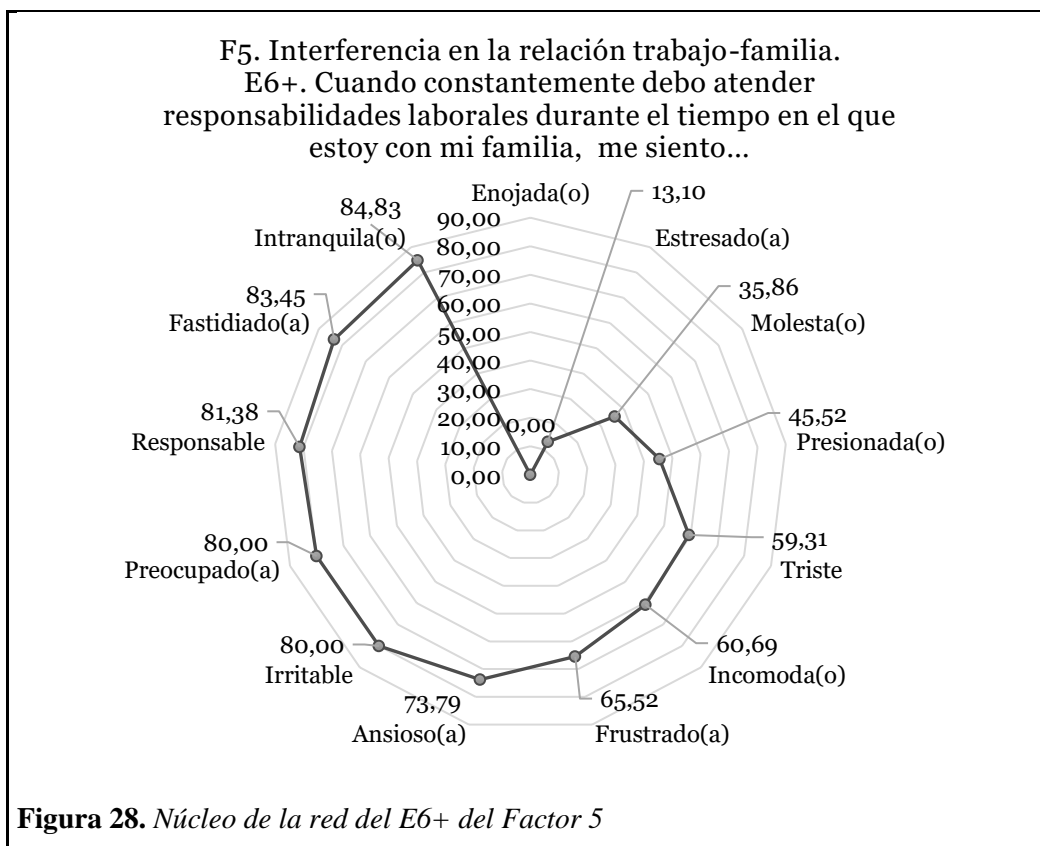 F5. Interferencia en la relación trabajo-familia.
E6+. Cuando constantemente debo atender
responsabilidades laborales durante el tiempo en el que
estoy con mi familia, me siento...
Enojada(o)
0,00
13,10
Estresado(a)
35,86
Molesta(o)
45,52
Presionada(o)
59,31
Triste
60,69
Incomoda(o)
65,52
Frustrado(a)
73,79
Ansioso(a)
80,00
Irritable
80,00
Preocupado(a)
81,38
Responsable
83,45
Fastidiado(a)
84,83
Intranquila(o)
90,00
80,00
70,00
60,00
50,00
40,00
30,00
20,00
10,00
0,00
Figura 28. Núcleo de la red del E6+ del Factor 5